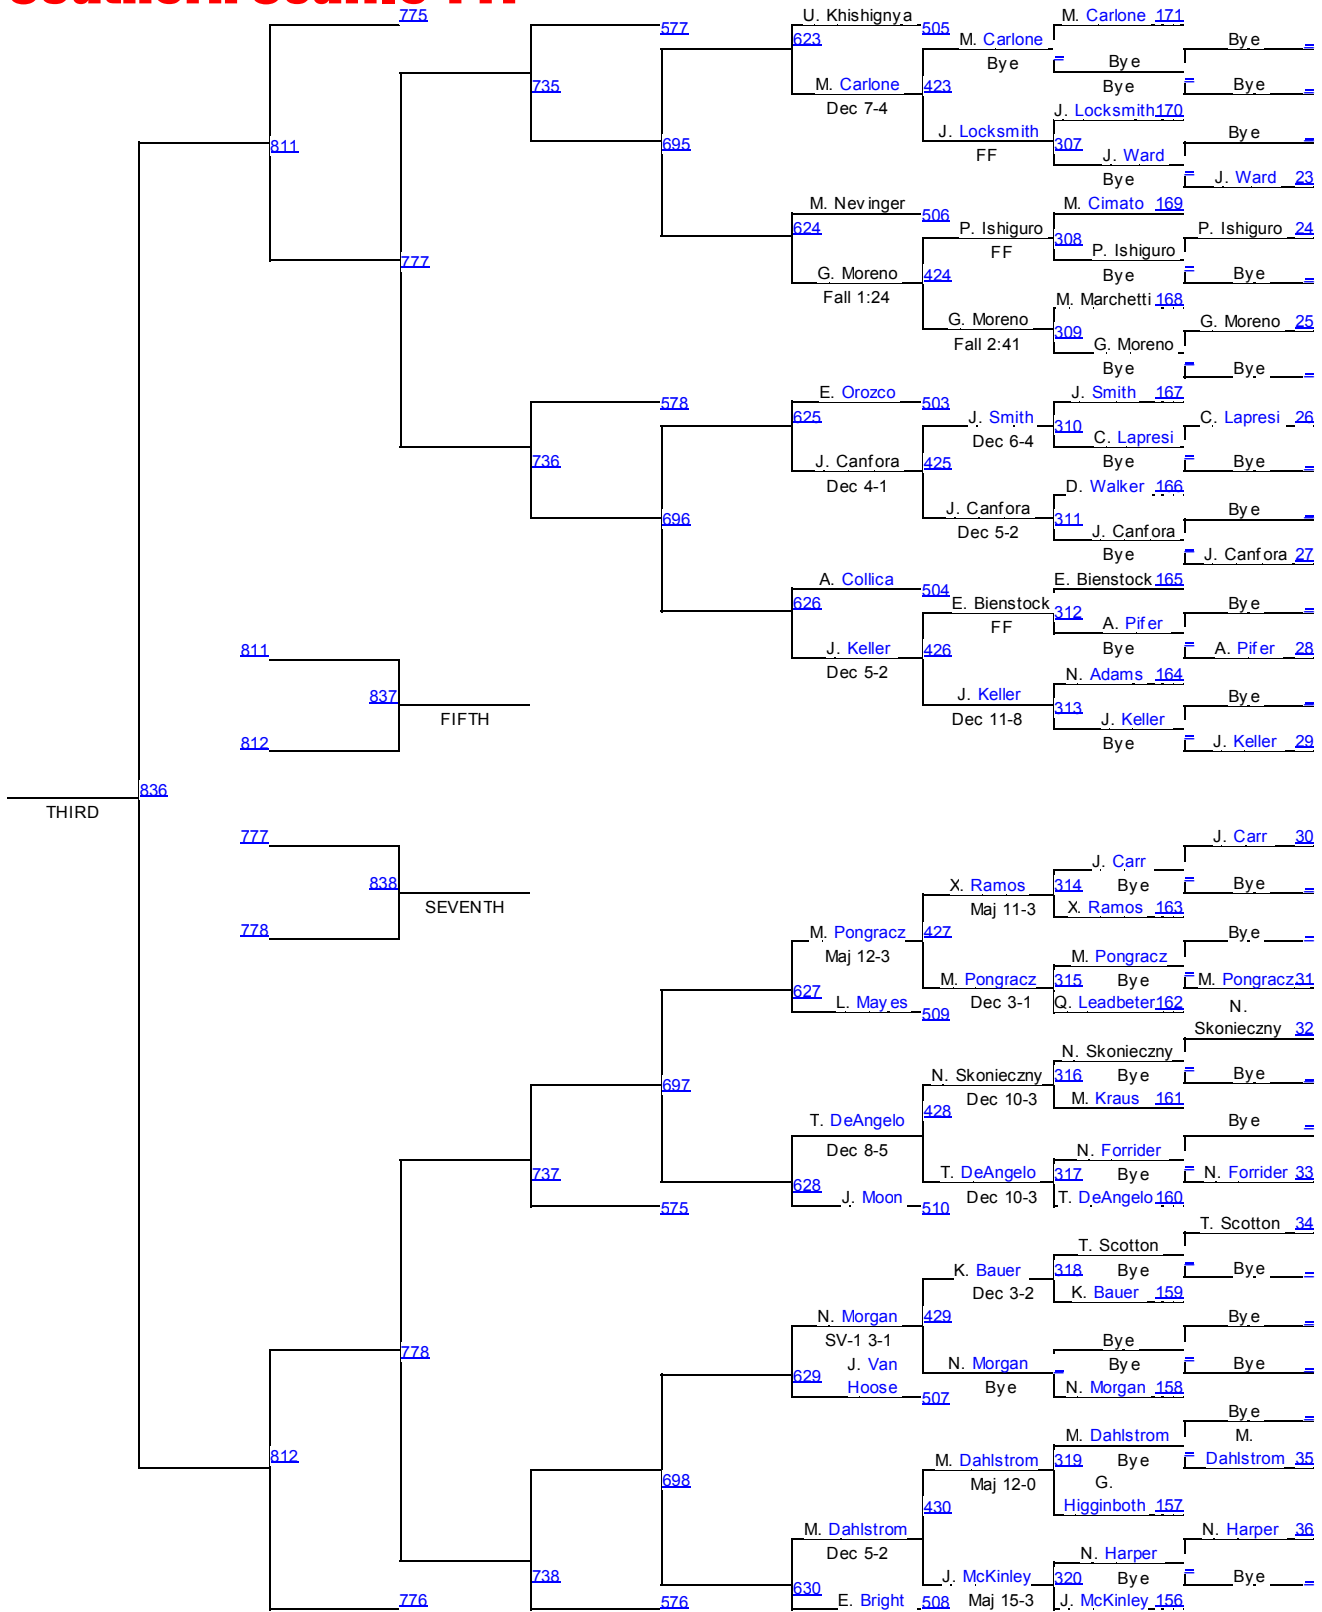 775
577
U. Khishignya
505
M. Carlone 171
623
M. Carlone
Bye
Bye
Bye
735
M. Carlone
423
Bye
Bye
Dec 7-4
J. Locksmith 170
J. Locksmith
Bye
811
695
FF
307
J. Ward
Bye
J. Ward 23
M. Nevinger
506
M. Cimato 169
624
P. Ishiguro
P. Ishiguro 24
FF
308
P. Ishiguro
777
G. Moreno
424
Bye
Bye
Fall 1:24
M. Marchetti 168
G. Moreno
G. Moreno 25
Fall 2:41
309
G. Moreno
Bye
Bye
578
E. Orozco
503
J. Smith 167
625
J. Smith
C. Lapresi 26
Dec 6-4
310
C. Lapresi
736
J. Canfora
425
Bye
Bye
Dec 4-1
D. Walker 166
J. Canfora
Bye
696
Dec 5-2
311
J. Canfora
Bye
J. Canfora 27
A. Collica
504
E. Bienstock 165
626
E. Bienstock
Bye
FF
312
A. Pifer
811
J. Keller
426
Bye
A. Pifer 28
Dec 5-2
N. Adams 164
837
J. Keller
Bye
FIFTH
Dec 11-8
313
J. Keller
812
Bye
J. Keller 29
836
THIRD
777
J. Carr 30
J. Carr
838
X. Ramos
314
Bye
Bye
SEVENTH
Maj 11-3
X. Ramos 163
778
M. Pongracz
427
Bye
Maj 12-3
M. Pongracz
M. Pongracz
315
Bye
M. Pongracz 31
627
L. Mayes
509
Dec 3-1
Q. Leadbeter 162
N.
Skonieczny 32
N. Skonieczny
697
N. Skonieczny
316
Bye
Bye
Dec 10-3
M. Kraus 161
T. DeAngelo
428
Bye
Dec 8-5
N. Forrider
737
T. DeAngelo
317
Bye
N. Forrider 33
628
J. Moon
510
Dec 10-3
T. DeAngelo 160
575
T. Scotton 34
T. Scotton
K. Bauer
318
Bye
Bye
Dec 3-2
K. Bauer 159
N. Morgan
429
Bye
SV-1 3-1
Bye
778
J. Van
N. Morgan
Bye
Bye
629
Hoose
507
Bye
N. Morgan 158
Bye
M. Dahlstrom
M.
812
M. Dahlstrom
319
Bye
Dahlstrom 35
698
Maj 12-0
G.
430
Higginboth 157
M. Dahlstrom
N. Harper 36
Dec 5-2
N. Harper
738
J. McKinley
320
Bye
Bye
776
576
630
E. Bright
508
Maj 15-3
J. McKinley 156